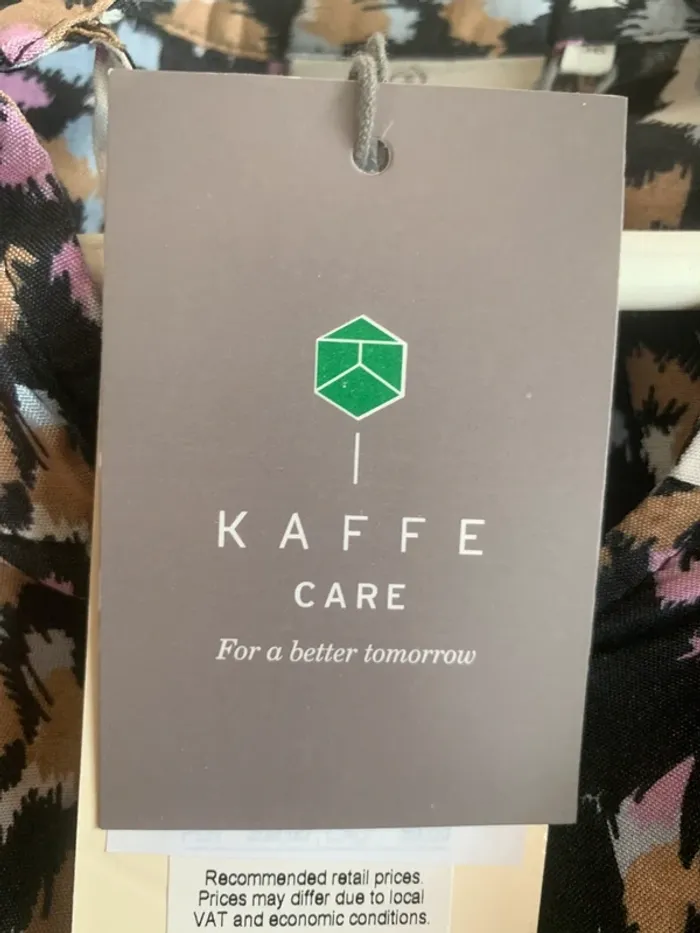 KAFFE
CARE
For a better tomorrow
Recommended retail prices.
Prices may differ due to local
VAT and economic conditions.